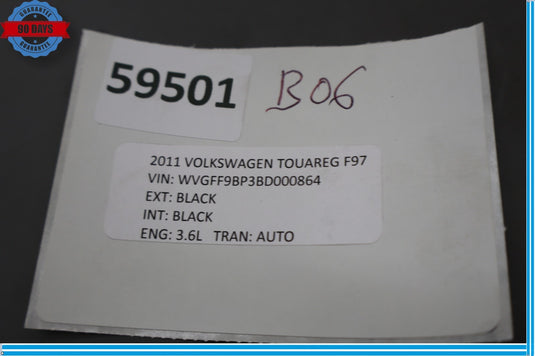 GUARANTEE
90 DAYS
GUARANTEE
59501
B06
2011 VOLKSWAGEN TOUAREG F97
VIN: WVGFF9BP3BD000864
EXT: BLACK
INT: BLACK
ENG: 3.6L TRAN: AUTO